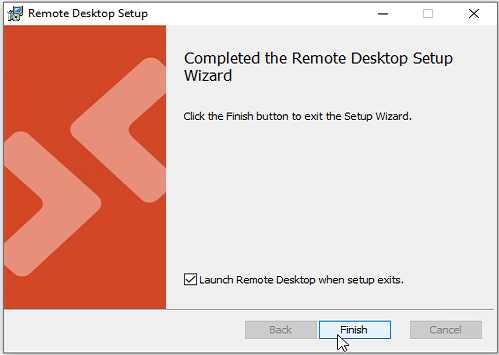 Remote Desktop Setup
Completed the Remote Desktop Setup
Wizard
Click the Finish button to exit the Setup Wizard.
Launch Remote Desktop when setup exits.
Back
Finish
Cancel